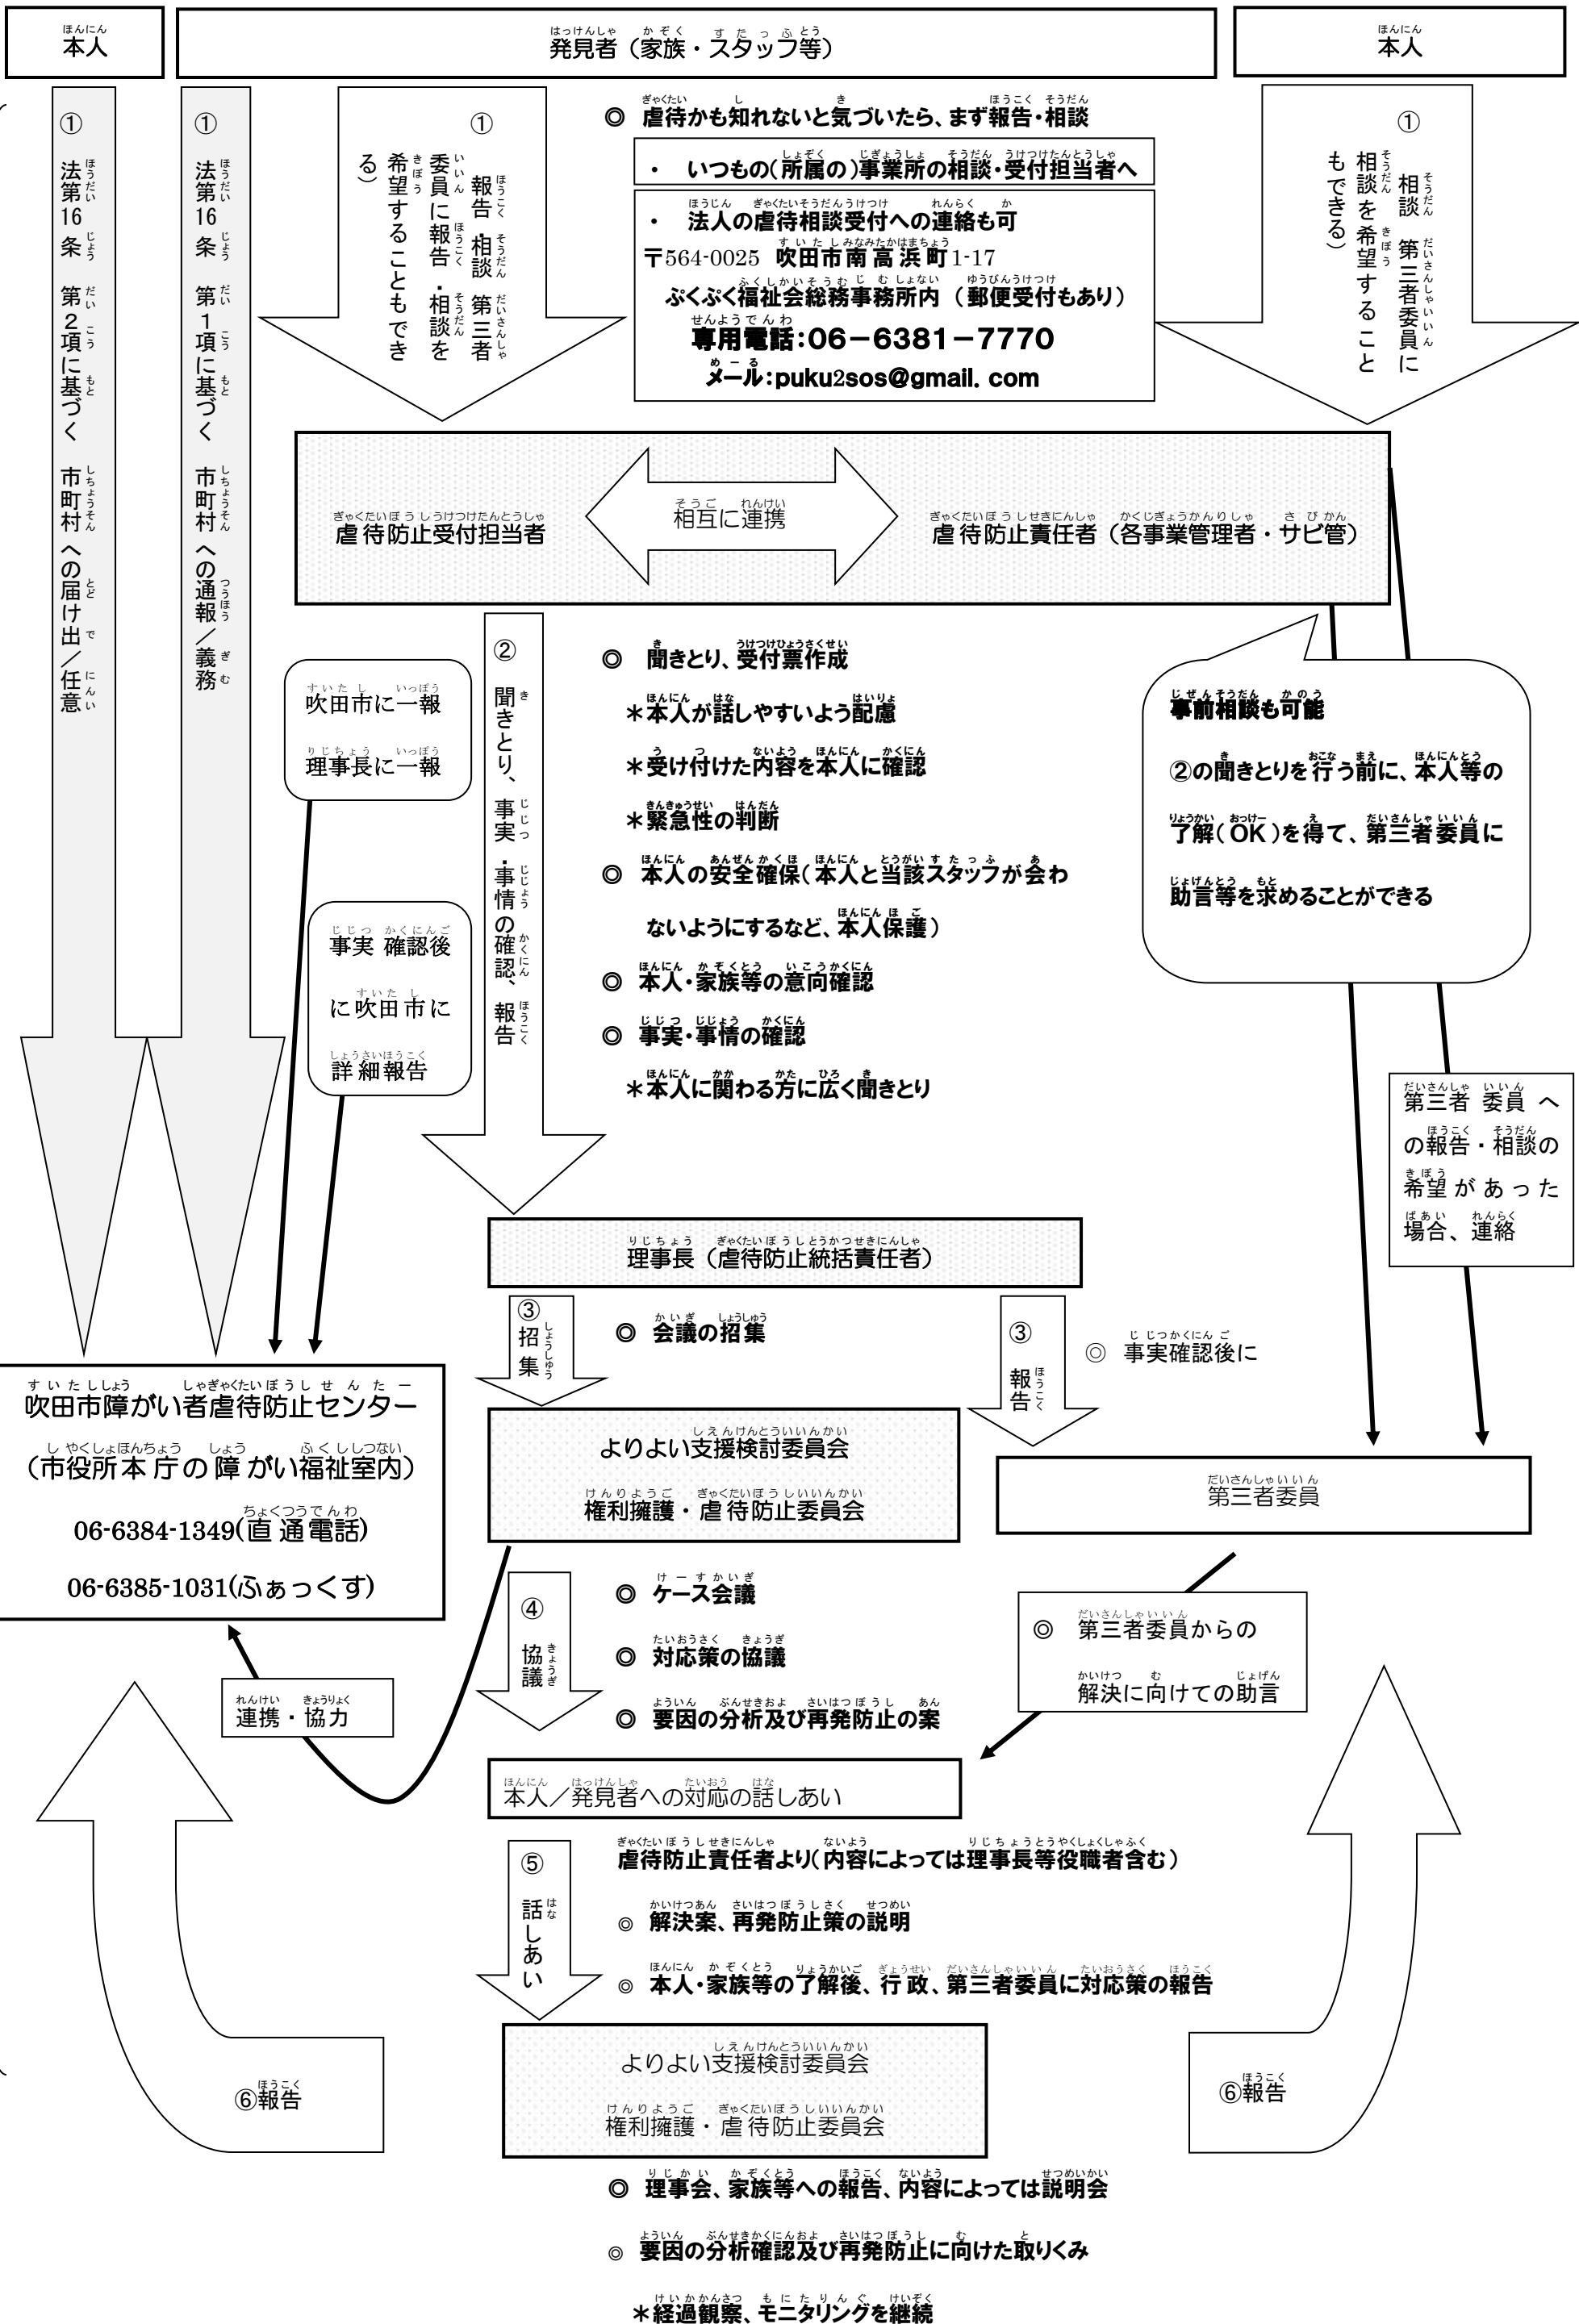 本人
発見者（家族・スタッフ等）
本人
① 法第16条 第2項に基づく 市町村への届け出／任意
① 法第16条 第1項に基づく 市町村への通報／義務
① 報告・相談 第三者
委員に報告・相談を
希望することもでき
る）
◎ 虐待かも知れないと気づいたら、まず報告・相談
・ いつもの（所属の）事業所の相談・受付担当者へ
・ 法人の虐待相談受付への連絡も可
〒564-0025 吹田市南高浜町1-17
ぷくぷく福祉会総務事務所内（郵便受付もあり）
専用電話：06－6381－7770
メール：puku2sos@gmail．com
① 相談 第三者委員に
相談を希望すること
もできる）
虐待防止受付担当者
相互に連携
虐待防止責任者（各事業管理者・サビ管）
② 聞きとり、事実・事情の確認、報告
吹田市に一報
理事長に一報
事実 確認後
に吹田市に
詳細報告
◎ 聞きとり、受付票作成
＊本人が話しやすいよう配慮
＊受け付けた内容を本人に確認
＊緊急性の判断
◎ 本人の安全確保（本人と当該スタッフが会わ
ないようにするなど、本人保護）
◎ 本人・家族等の意向確認
◎ 事実・事情の確認
＊本人に関わる方に広く聞きとり
事前相談も可能
②の聞きとりを行う前に、本人等の
了解（OK）を得て、第三者委員に
助言等を求めることができる
第三者 委員 へ
の報告・相談の
希望があった
場合、連絡
理事長（虐待防止統括責任者）
③招集
◎ 会議の招集
③ 報告
◎ 事実確認後に
吹田市障がい者虐待防止センター
（市役所本庁の障がい福祉室内）
06-6384-1349(直通電話)
06-6385-1031(ふぁっくす)
よりよい支援検討委員会
権利擁護・虐待防止委員会
第三者委員
④ 協議
◎ ケース会議
◎ 対応策の協議
◎ 要因の分析及び再発防止の案
◎ 第三者委員からの
解決に向けての助言
連携・協力
本人／発見者への対応の話しあい
⑤ 話しあい
虐待防止責任者より（内容によっては理事長等役職者含む）
◎ 解決案、再発防止策の説明
◎ 本人・家族等の了解後、行政、第三者委員に対応策の報告
よりよい支援検討委員会
権利擁護・虐待防止委員会
⑥報告
⑥報告
◎ 理事会、家族等への報告、内容によっては説明会
◎ 要因の分析確認及び再発防止に向けた取りくみ
＊経過観察、モニタリングを継続